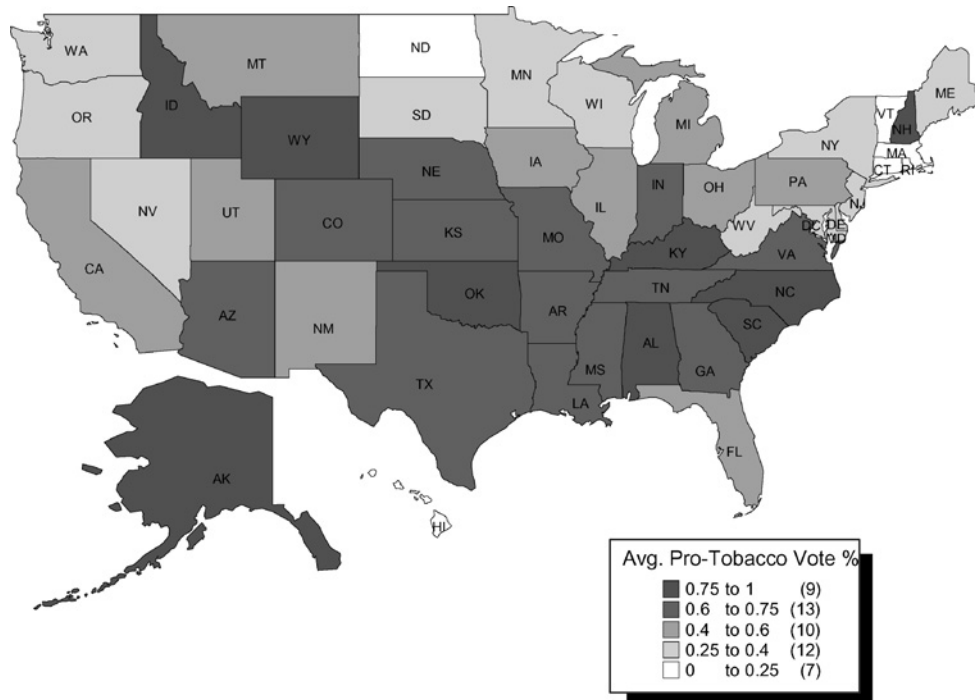 WA
MT
ND
MN
ME
VT
NH
OR
ID
WY
SD
WI
MI
NY
MA
CT
RI
NV
UT
CO
NE
IA
IL
IN
OH
PA
NJ
CA
KS
MO
KY
WV
VA
DC
DE
MD
AZ
NM
OK
AR
TN
NC
SC
TX
LA
MS
AL
GA
FL
AK
HI
Avg. Pro-Tobacco Vote %
0.75 to 1 (9)
0.6 to 0.75 (13)
0.4 to 0.6 (10)
0.25 to 0.4 (12)
0 to 0.25 (7)